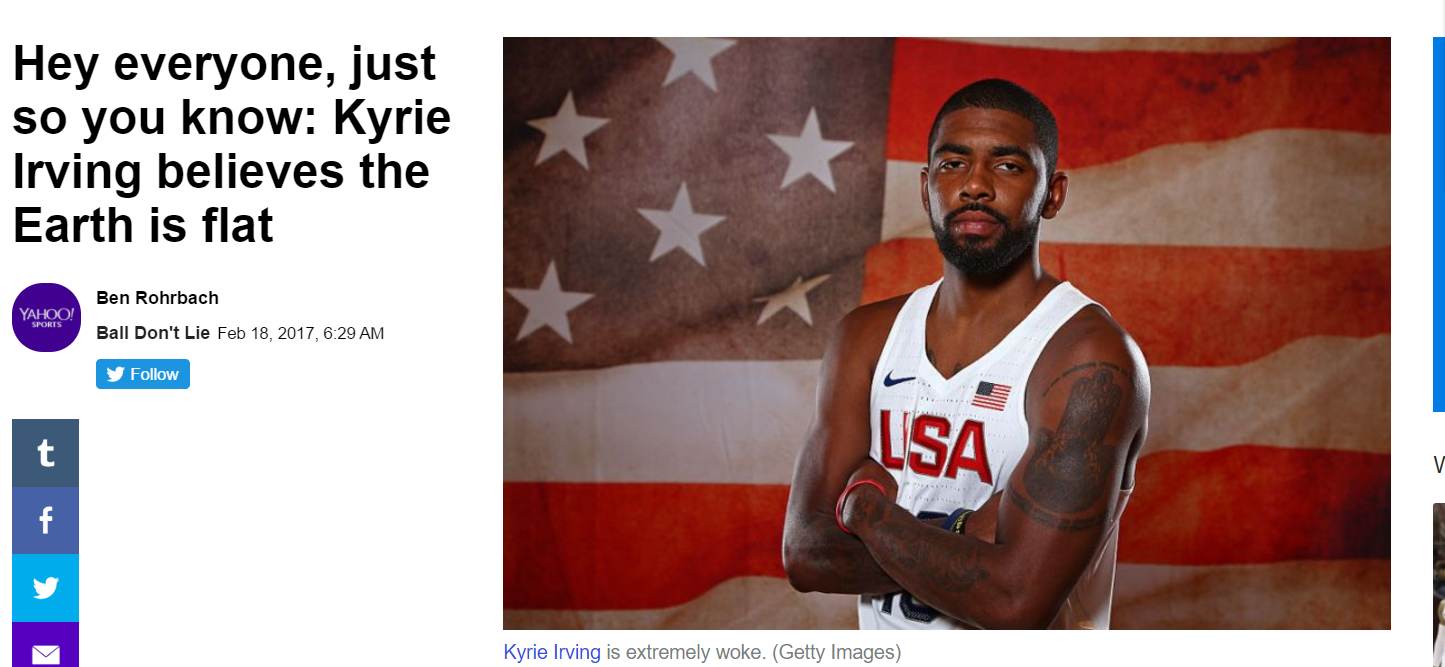 Hey everyone, just
so you know: Kyrie
Irving believes the
Earth is flat
YAHOO!
SPORTS
Ben Rohrbach
Ball Don't Lie Feb 18, 2017, 6:29 AM
Follow
t
f
USA
Kyrie Irving is extremely woke. (Getty Images)